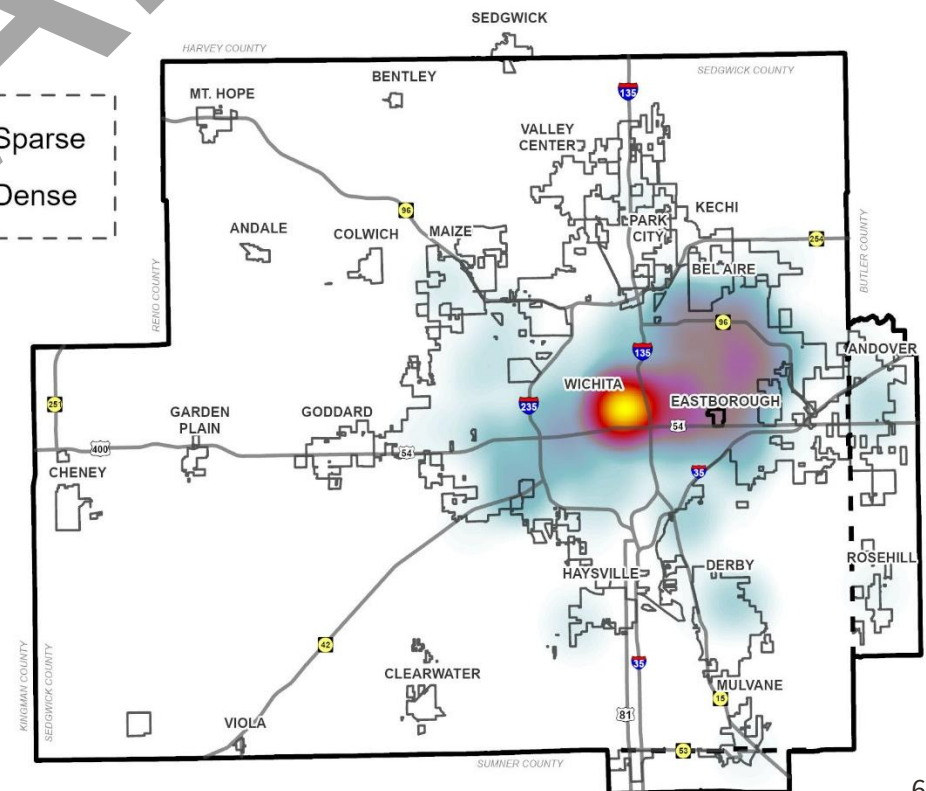 SEDGWICK
HARVEY COUNTY
SEDGWICK COUNTY
BENTLEY
MT. HOPE
135
Sparse
Dense
VALLEY
CENTER
96
ANDALE
COLWICH
MAIZE
PARK
CITY
KECHI
254
BEL AIRE
RENO COUNTY
BUTLER COUNTY
96
135
ANDOVER
WICHITA
EASTBOROUGH
251
235
GARDEN
PLAIN
GODDARD
54
400
54
CHENEY
35
HAYSVILLE
DERBY
ROSEHILL
KINGMAN COUNTY
SEDGWICK COUNTY
42
35
CLEARWATER
MULVANE
15
81
VIOLA
53
SUMNER COUNTY
6